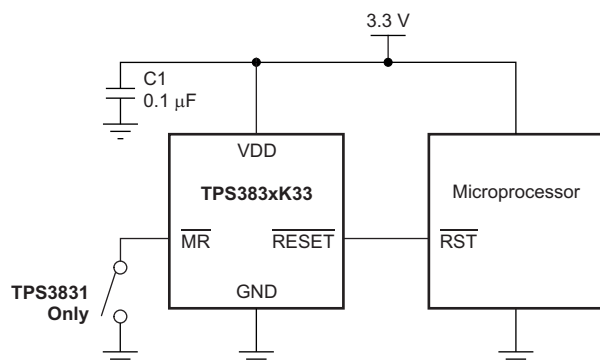 3.3 V
C1
0.1 μF
VDD
TPS383xK33
Microprocessor
MR
RESET
RST
TPS3831
Only
GND